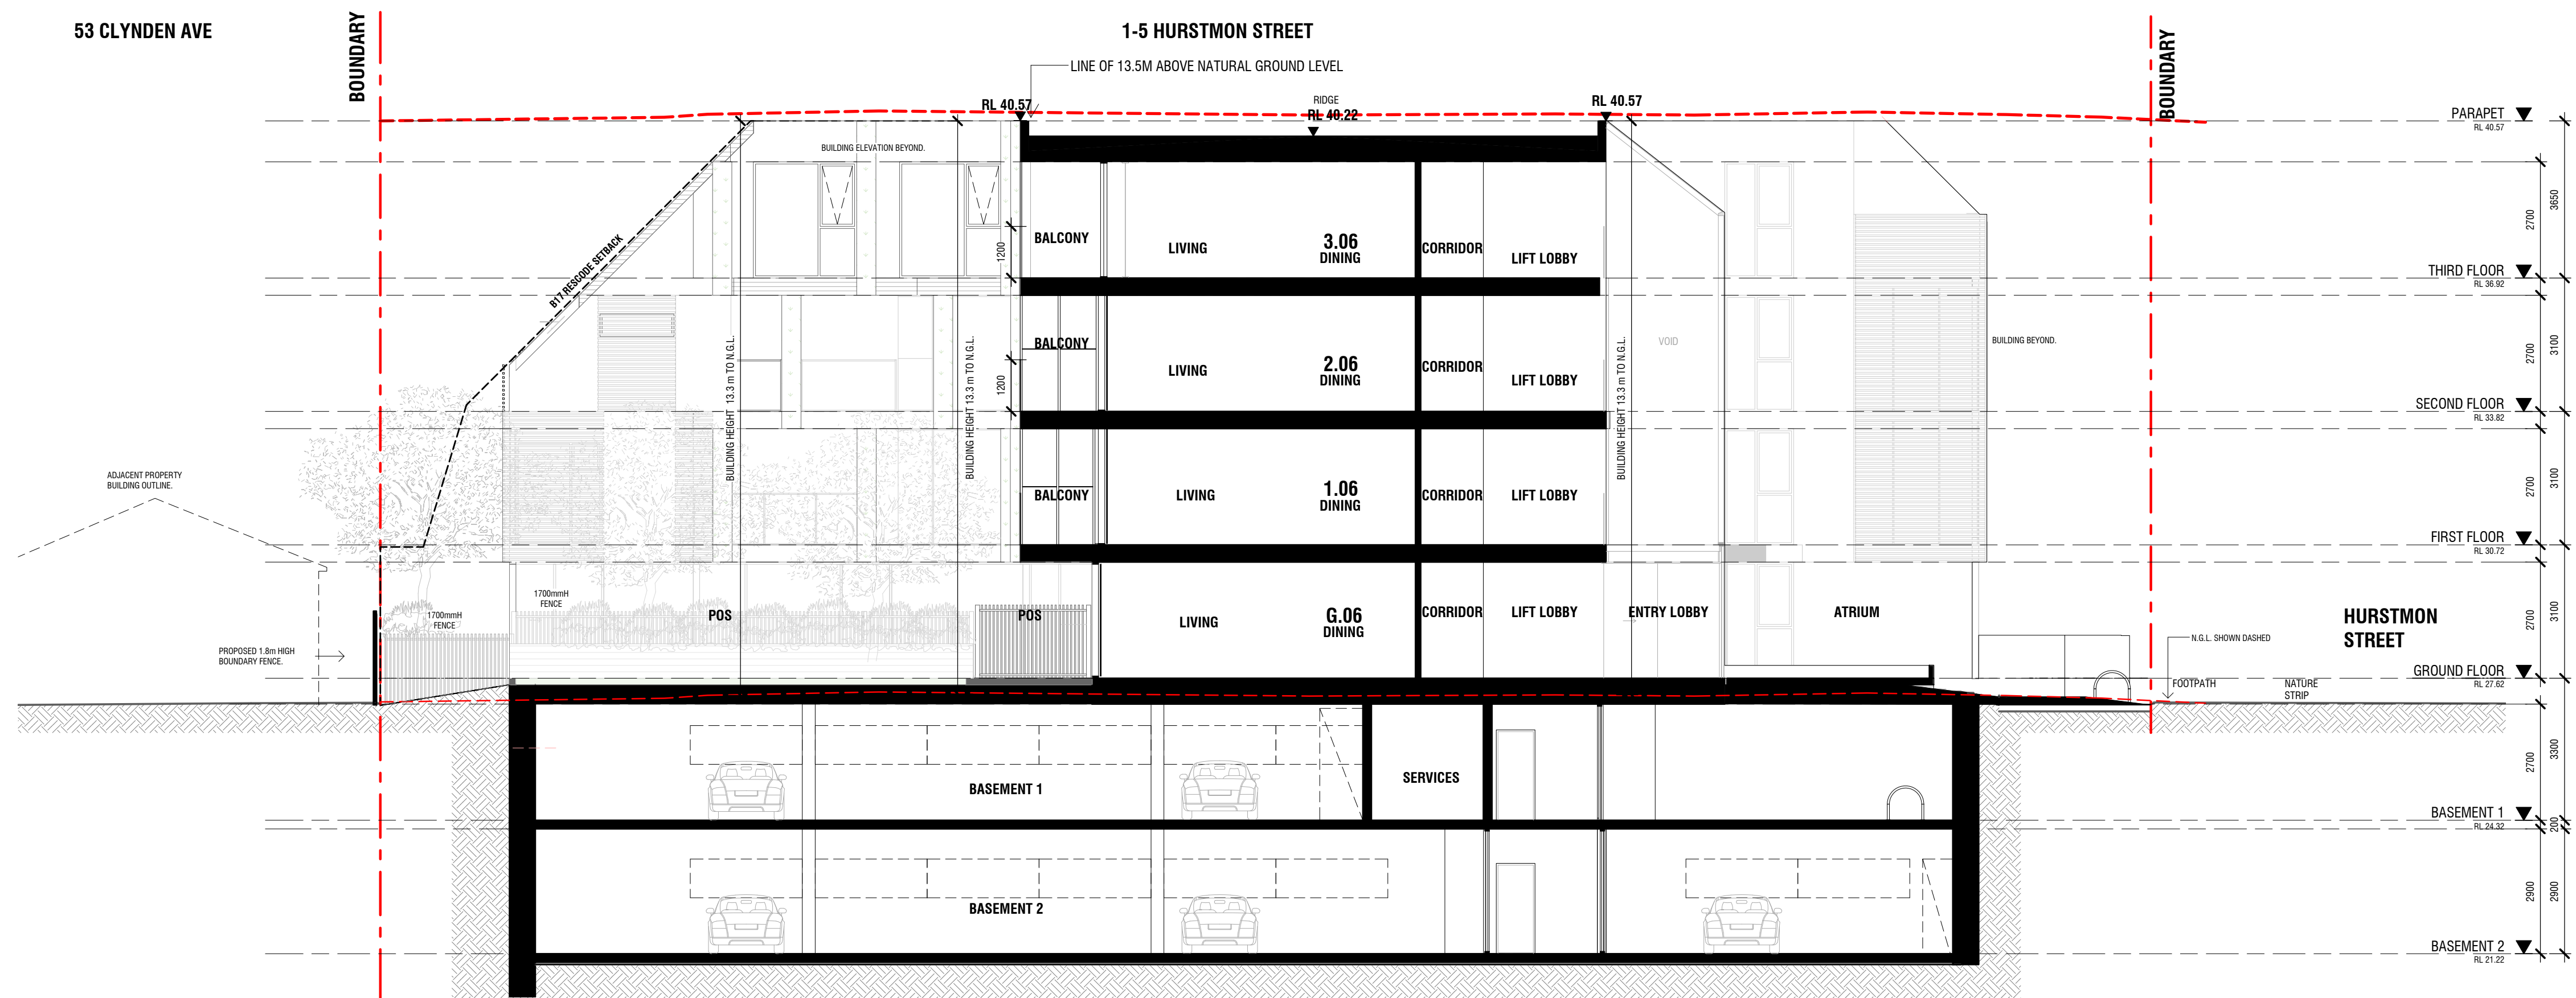 53 CLYNDEN AVE
BOUNDARY
1-5 HURSTMON STREET
BOUNDARY
LINE OF 13.5M ABOVE NATURAL GROUND LEVEL
RL 40.57
RIDGE
RL 40.22
RL 40.57
PARAPET
RL 40.57
BUILDING ELEVATION BEYOND.
B17 RESCODE SETBACK
1200
BALCONY
LIVING
3.06
DINING
CORRIDOR
LIFT LOBBY
2700
3650
THIRD FLOOR
RL 36.92
BUILDING HEIGHT 13.3 m TO N.G.L.
BUILDING HEIGHT 13.3 m TO N.G.L.
1200
BALCONY
LIVING
2.06
DINING
CORRIDOR
LIFT LOBBY
BUILDING HEIGHT 13.3 m TO N.G.L.
VOID
BUILDING BEYOND.
2700
3100
SECOND FLOOR
RL 33.82
ADJACENT PROPERTY
BUILDING OUTLINE.
BALCONY
LIVING
1.06
DINING
CORRIDOR
LIFT LOBBY
2700
3100
FIRST FLOOR
RL 30.72
1700mmH
FENCE
1700mmH
FENCE
POS
POS
LIVING
G.06
DINING
CORRIDOR
LIFT LOBBY
ENTRY LOBBY
ATRIUM
HURSTMON
STREET
2700
3100
PROPOSED 1.8m HIGH
BOUNDARY FENCE.
N.G.L. SHOWN DASHED
GROUND FLOOR
RL 27.62
FOOTPATH
NATURE
STRIP
BASEMENT 1
SERVICES
2700
3300
BASEMENT 1
RL 24.32
200
BASEMENT 2
2900
2900
BASEMENT 2
RL 21.22